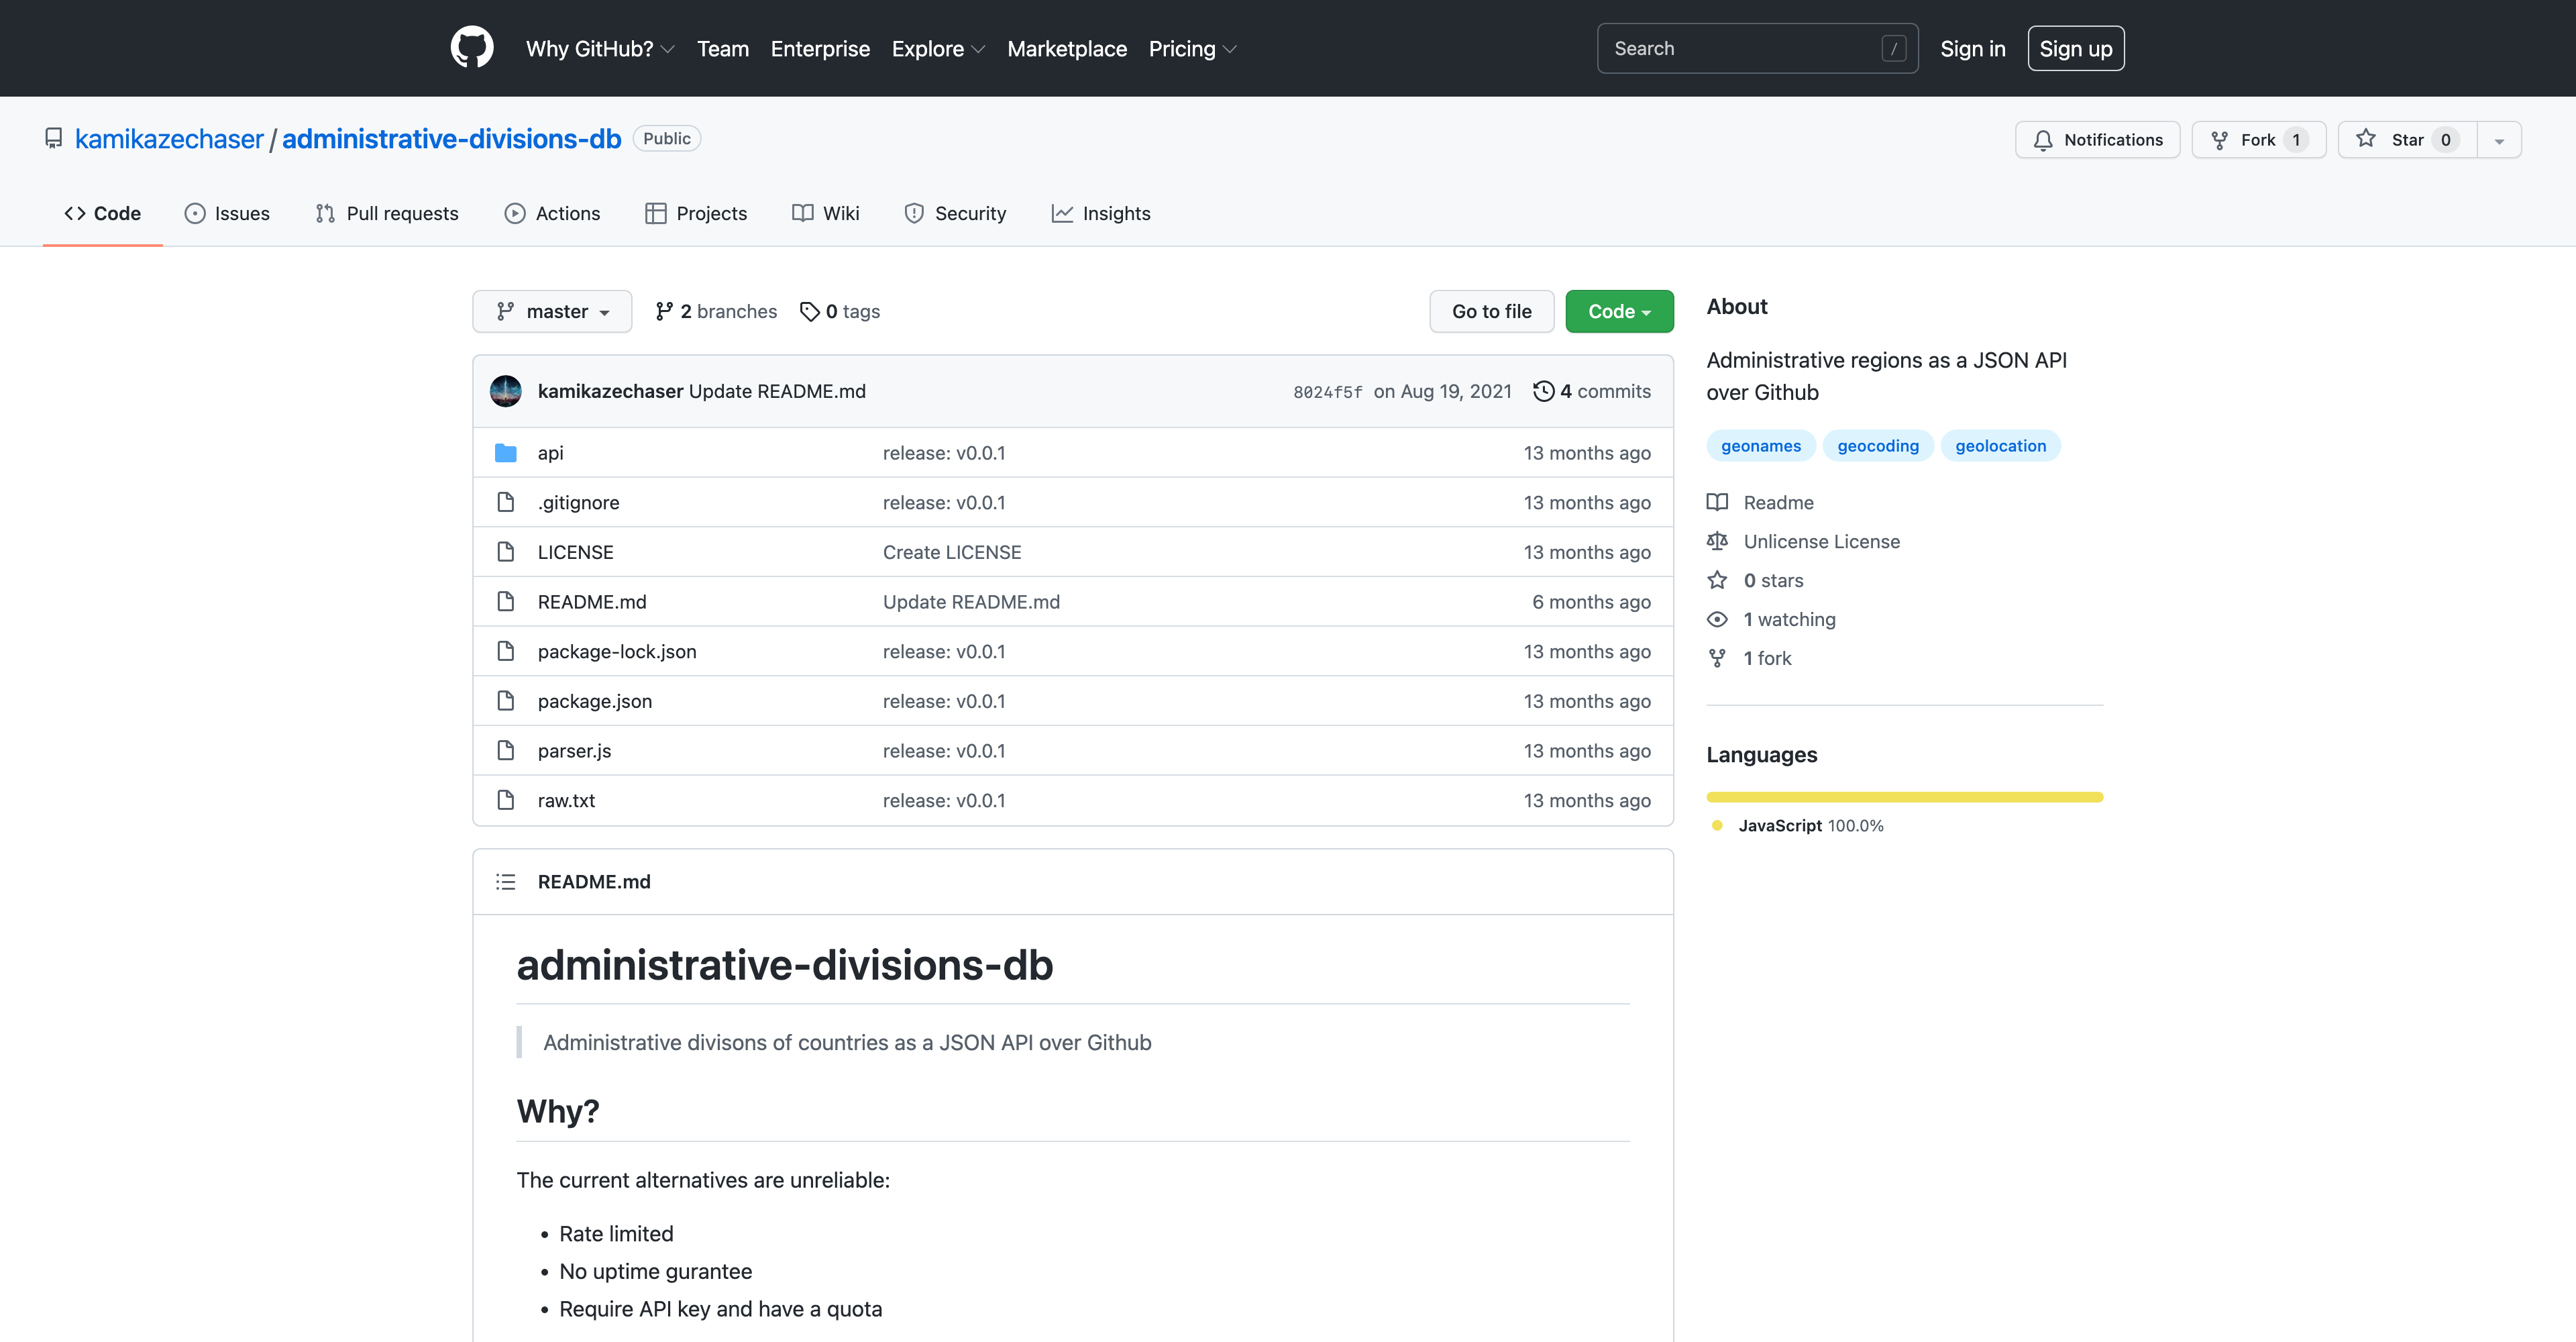 Why GitHub? Team Enterprise Explore Marketplace Pricing Search / Sign in Sign up
kamikazechaser / administrative-divisions-db Public Notifications Fork 1 Star 0
Code Issues Pull requests Actions Projects Wiki Security Insights
master 2 branches 0 tags Go to file Code
kamikazechaser Update README.md 8024f5f on Aug 19, 2021 4 commits
api release: v0.0.1 13 months ago
.gitignore release: v0.0.1 13 months ago
LICENSE Create LICENSE 13 months ago
README.md Update README.md 6 months ago
package-lock.json release: v0.0.1 13 months ago
package.json release: v0.0.1 13 months ago
parser.js release: v0.0.1 13 months ago
raw.txt release: v0.0.1 13 months ago
README.md
administrative-divisions-db
Administrative divisons of countries as a JSON API over Github
Why?
The current alternatives are unreliable:
• Rate limited
• No uptime gurantee
• Require API key and have a quota
About
Administrative regions as a JSON API
over Github
geonames geocoding geolocation
Readme
Unlicense License
0 stars
1 watching
1 fork
Languages
JavaScript 100.0%